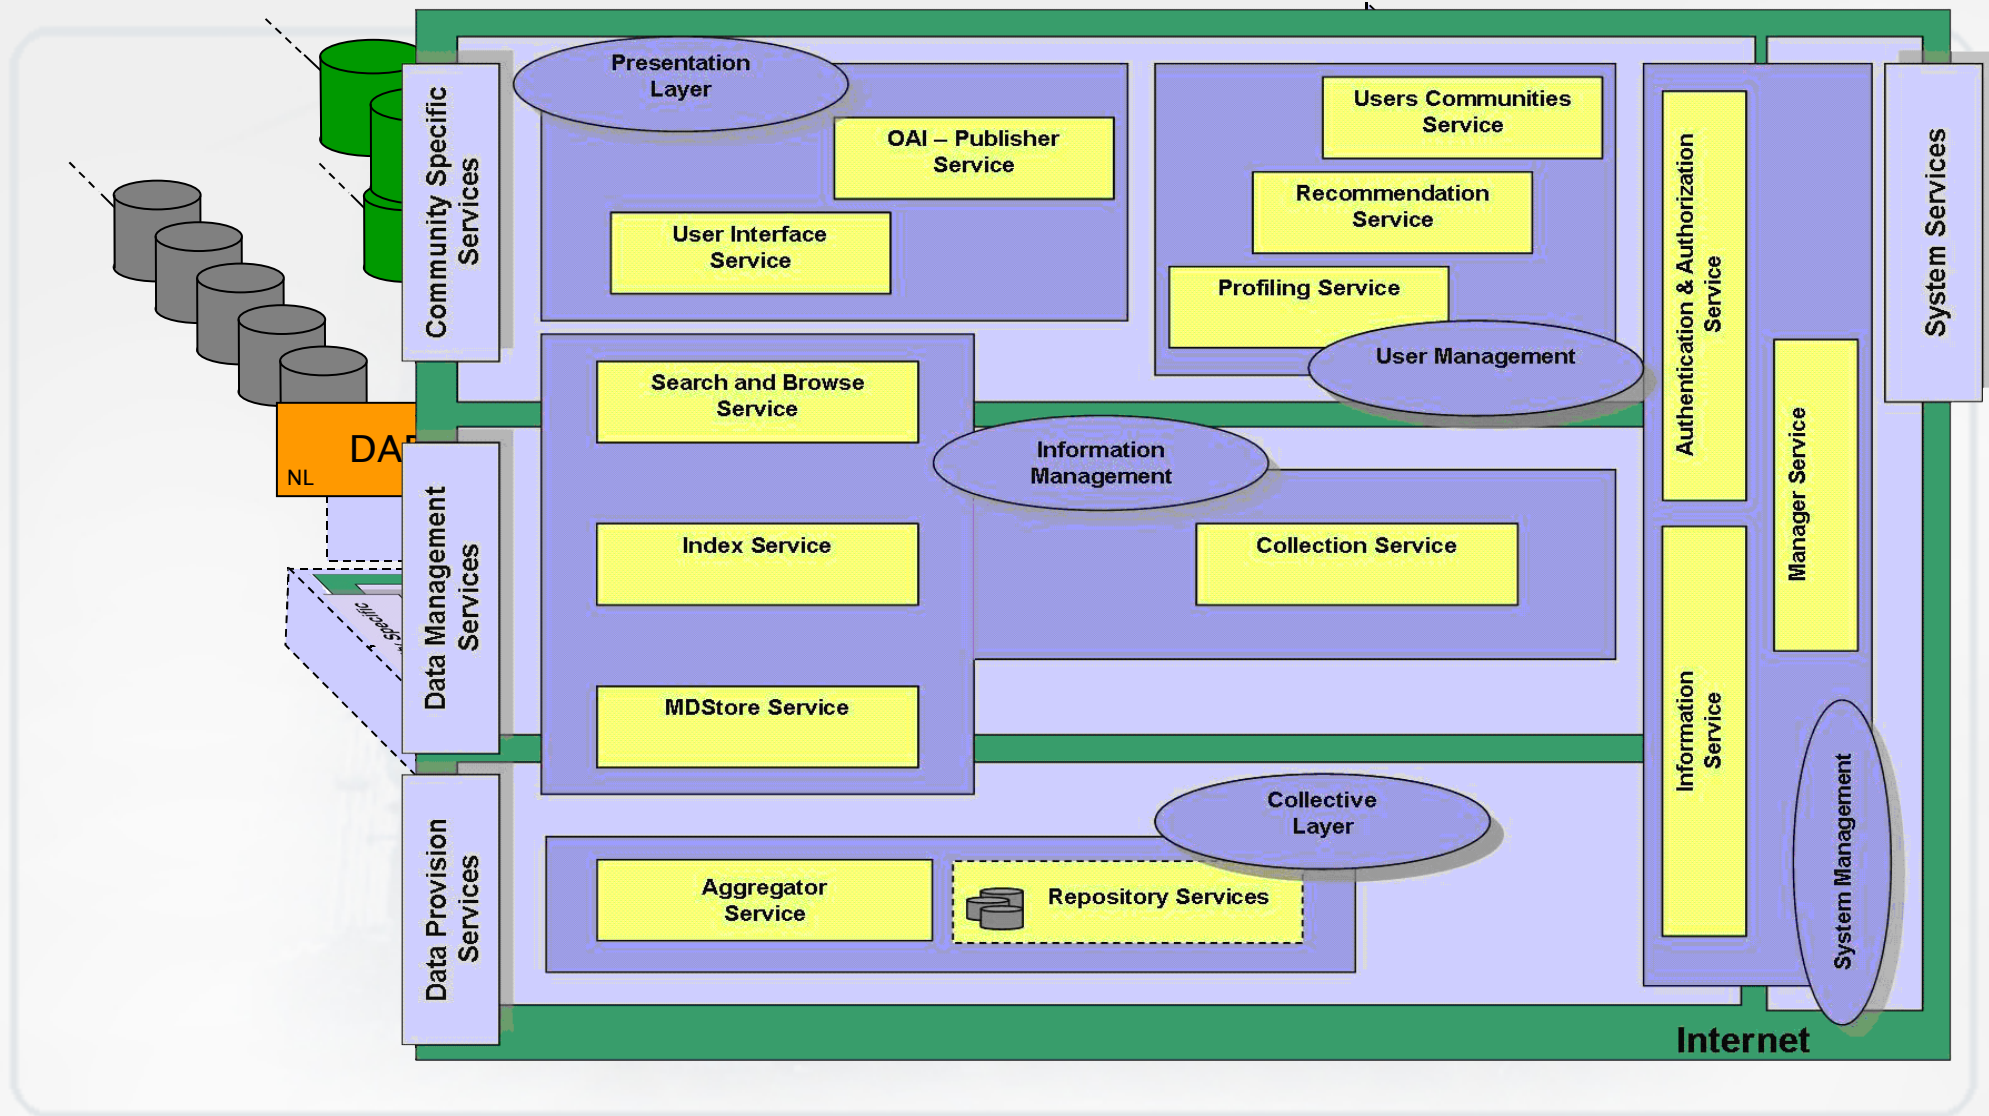 Presentation
Layer
OAI – Publisher
Service
User Interface
Service
Users Communities
Service
Recommendation
Service
Profiling Service
User Management
Community Specific
Services
Authentication & Authorization
Service
System Services
Search and Browse
Service
Information
Management
Index Service
Collection Service
MDStore Service
Manager Service
Information
Service
NL
Specific
Data Management
Services
Collective
Layer
Aggregator
Service
Repository Services
Data Provision
Services
System Management
Internet